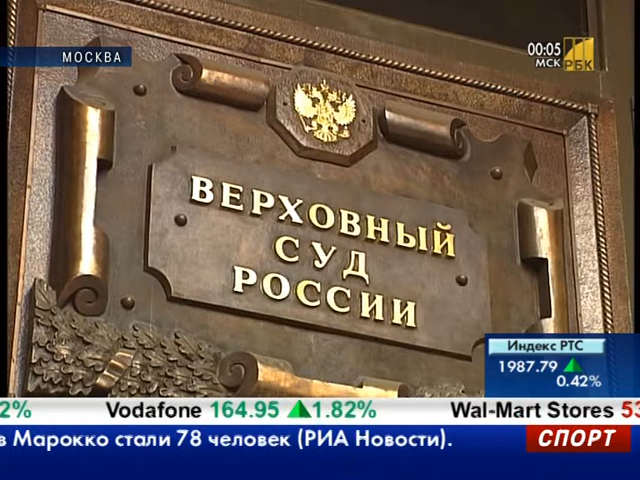 МОСКВА
00:05
МСК РБК
ВЕРХОВНЫЙ
СУД
РОССИИ
Индекс РТС
1987.79
0.42%
2% Vodafone 164.95 1.82% Wal-Mart Stores 53
в Марокко стали 78 человек (РИА Новости).
СПОРТ